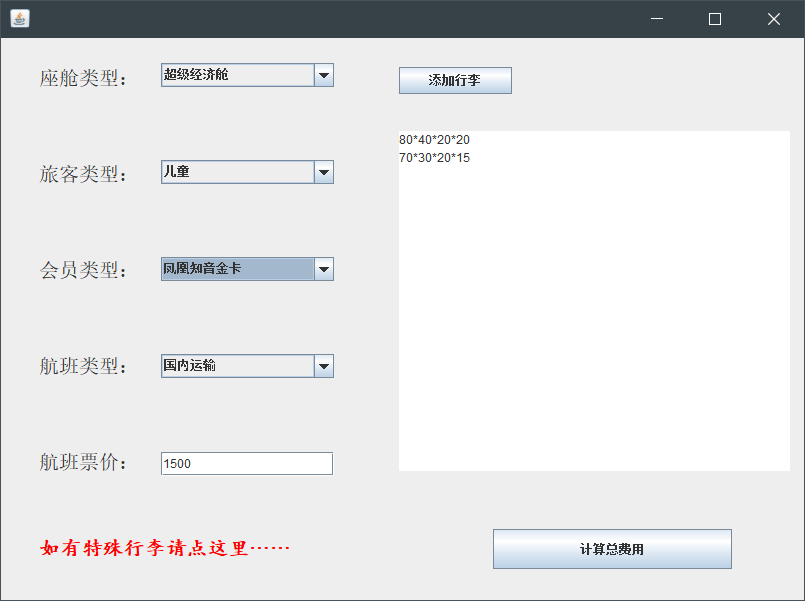 座舱类型：
超级经济舱
添加行李
80*40*20*20
70*30*20*15
旅客类型：
儿童
会员类型：
凤凰知音金卡
航班类型：
国内运输
航班票价：
1500
如有特殊行李请点这里……
计算总费用